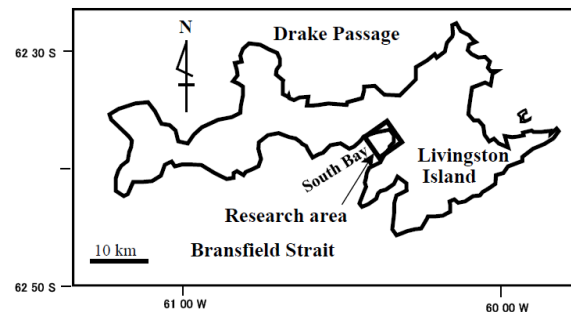 N
Drake Passage
62 30 S
South Bay
Livingston
Island
Research area
Bransfield Strait
10 km
62 50 S
61 00 W
60 00 W